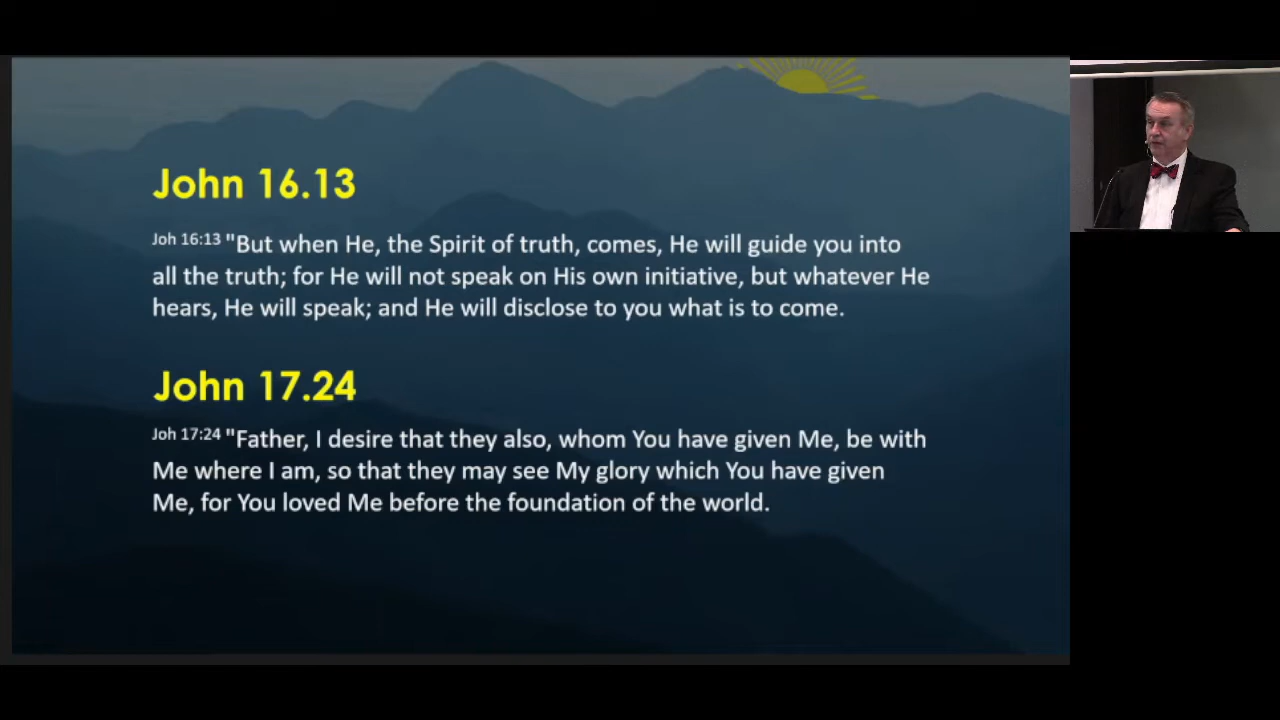 John 16.13
Joh 16:13 "But when He, the Spirit of truth, comes, He will guide you into
all the truth; for He will not speak on His own initiative, but whatever He
hears, He will speak; and He will disclose to you what is to come.
John 17.24
Joh 17:24 "Father, I desire that they also, whom You have given Me, be with
Me where I am, so that they may see My glory which You have given
Me, for You loved Me before the foundation of the world.